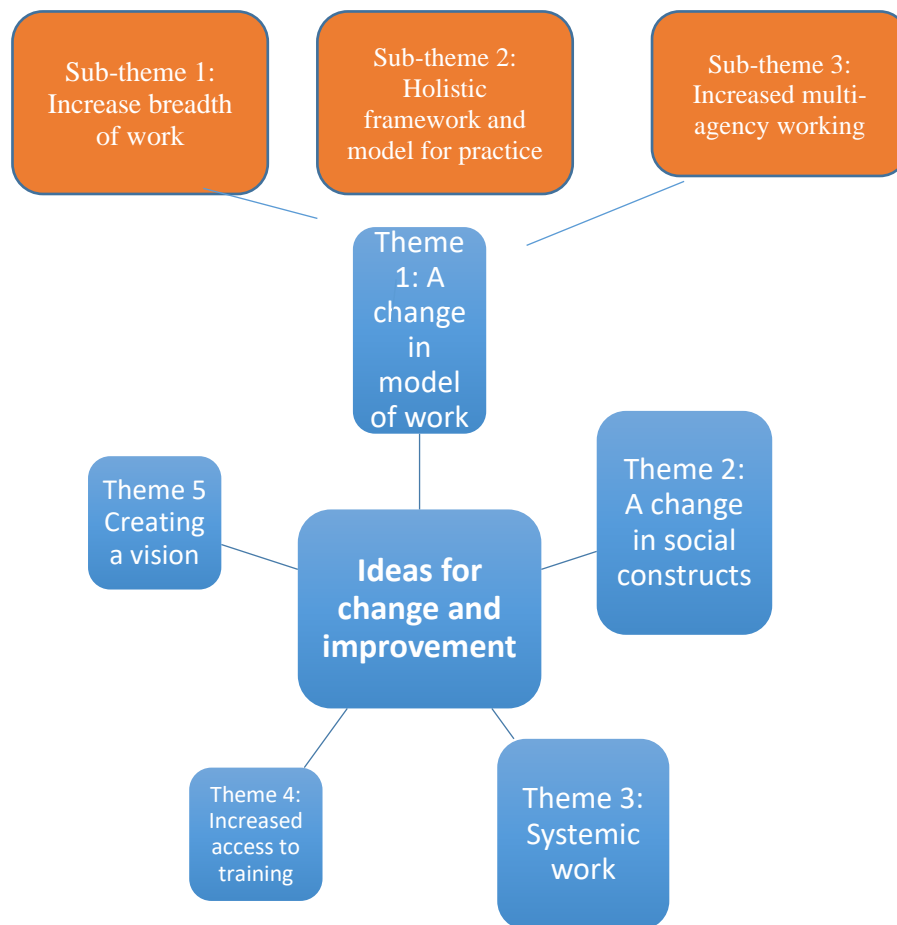 Sub-theme 1:
Increase breadth
of work
Sub-theme 2:
Holistic
framework and
model for practice
Sub-theme 3:
Increased multi-
agency working
Theme
1: A
change
in
model
of work
Theme 2:
A change
in social
constructs
Theme 5
Creating
a vision
Ideas for
change and
improvement
Theme 4:
Increased
access to
training
Theme 3:
Systemic
work